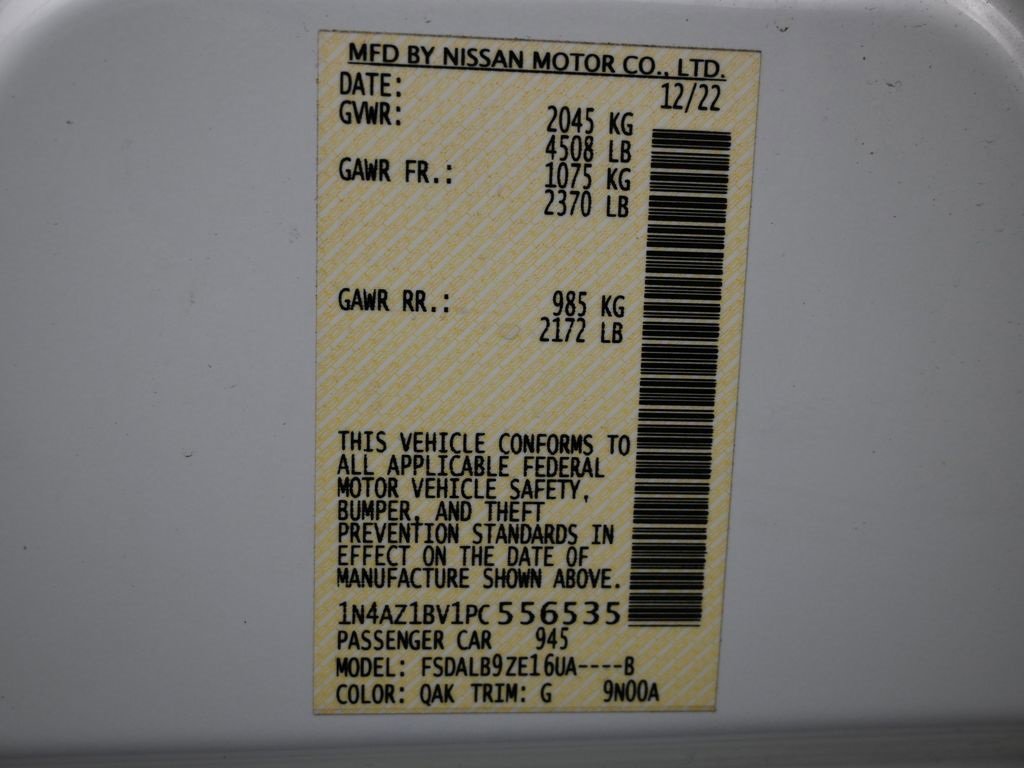 MFD BY NISSAN MOTOR CO., LTD.
DATE: 12/22
GVWR: 2045 KG
4508 LB
GAWR FR.: 1075 KG
2370 LB
GAWR RR.: 985 KG
2172 LB
THIS VEHICLE CONFORMS TO
ALL APPLICABLE FEDERAL
MOTOR VEHICLE SAFETY,
BUMPER, AND THEFT
PREVENTION STANDARDS IN
EFFECT ON THE DATE OF
MANUFACTURE SHOWN ABOVE.
1N4AZ1BV1PC556535
PASSENGER CAR 945
MODEL: FSDALB9ZE16UA----B
COLOR: QAK TRIM: G 9N00A